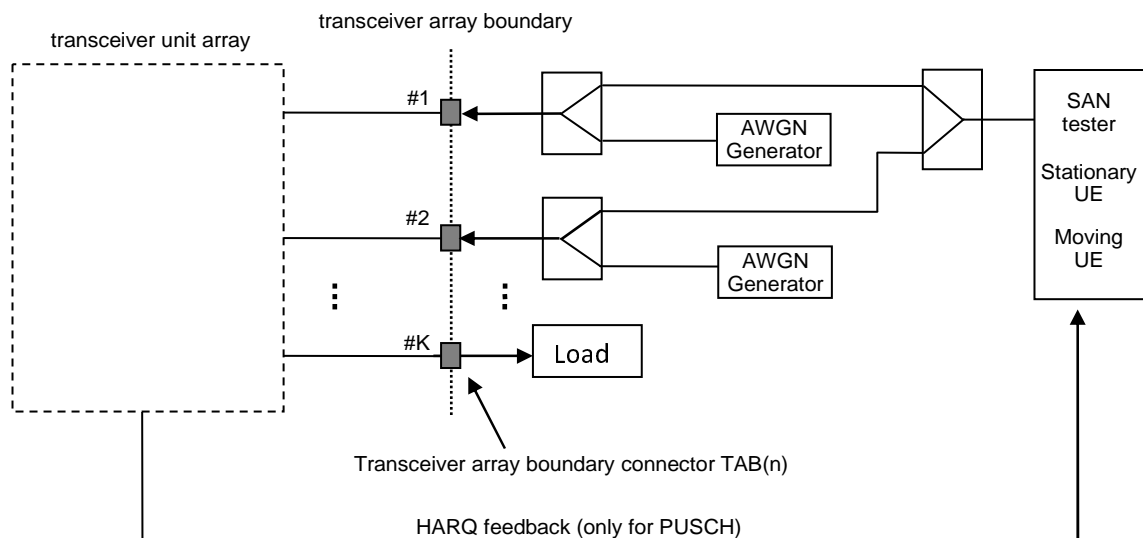 transceiver array boundary
transceiver unit array
#1
AWGN
Generator
SAN
tester
Stationary
UE
Moving
UE
#2
AWGN
Generator
#K
Load
Transceiver array boundary connector TAB(n)
HARQ feedback (only for PUSCH)